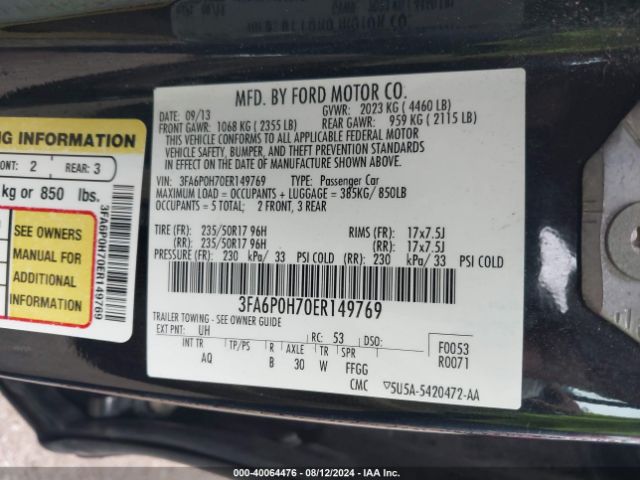 MFD. BY FORD MOTOR CO.
DATE: 09/13 GVWR: 2023 KG ( 4460 LB)
FRONT GAWR: 1068 KG ( 2355 LB) REAR GAWR: 959 KG ( 2115 LB)
THIS VEHICLE CONFORMS TO ALL APPLICABLE FEDERAL MOTOR
VEHICLE SAFETY, BUMPER, AND THEFT PREVENTION STANDARDS
IN EFFECT ON THE DATE OF MANUFACTURE SHOWN ABOVE.
VIN: 3FA6P0H70ER149769 TYPE: Passenger Car
MAXIMUM LOAD = OCCUPANTS + LUGGAGE = 385KG/ 850LB
OCCUPANTS = 5 TOTAL; 2 FRONT, 3 REAR
TIRE (FR): 235/50R17 96H RIMS (FR): 17x7.5J
(RR): 235/50R17 96H (RR): 17x7.5J
PRESSURE (FR): 230 kPa/ 33 PSI COLD (RR): 230 kPa/ 33 PSI COLD
3FA6P0H70ER149769
TRAILER TOWING - SEE OWNER GUIDE
EXT PNT: UH RC: 53 DSO: F0053
R0071
INT TR TP/PS R AXLE TR SPR
AQ B 30 W FFGG
CMC 5U5A-5420472-AA
NG INFORMATION
ONT: 2 REAR: 3
kg or 850 lbs.
SEE OWNERS
MANUAL FOR
ADDITIONAL
INFORMATION
3FA6P0H70ER149769
000-40064476 - 08/12/2024 - IAA Inc.